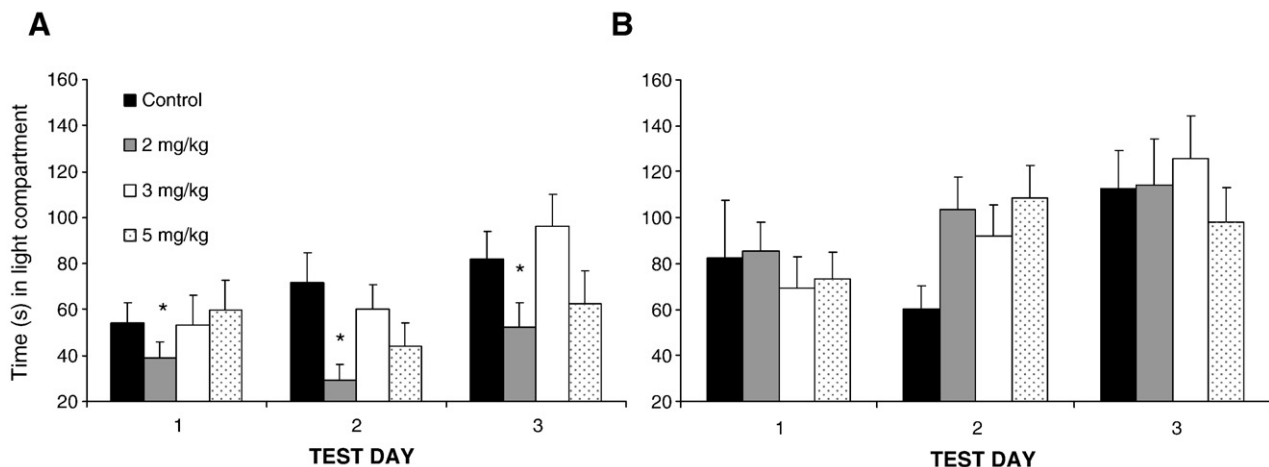 A
Time (s) in light compartment
160
140
120
100
80
60
40
20
Control
2 mg/kg
3 mg/kg
5 mg/kg
*
*
*
1 2 3
TEST DAY
B
160
140
120
100
80
60
40
20
1 2 3
TEST DAY